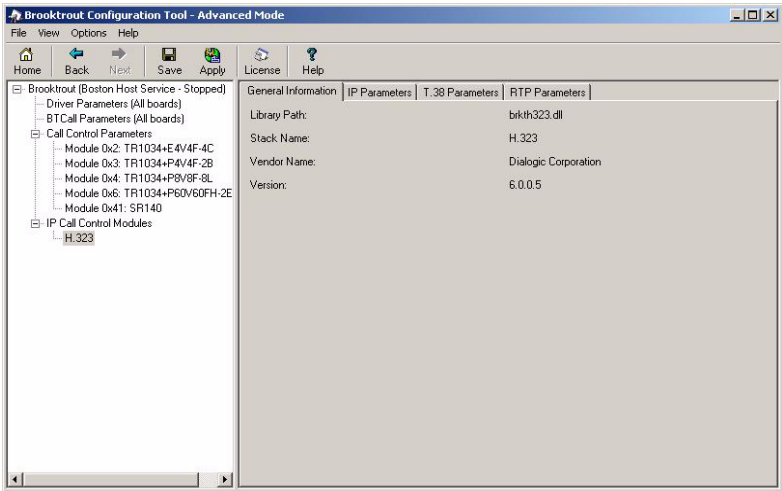 Brooktrout Configuration Tool - Advanced Mode
File View Options Help
Home Back Next Save Apply License Help
Brooktrout (Boston Host Service - Stopped)
Driver Parameters (All boards)
BTCall Parameters (All boards)
Call Control Parameters
Module 0x2: TR1034+E4V4F-4C
Module 0x3: TR1034+P4V4F-2B
Module 0x4: TR1034+P8V8F-8L
Module 0x6: TR1034+P60V60FH-2E
Module 0x41: SR140
IP Call Control Modules
H.323
General Information IP Parameters T.38 Parameters RTP Parameters
Library Path: brkth323.dll
Stack Name: H.323
Vendor Name: Dialogic Corporation
Version: 6.0.0.5